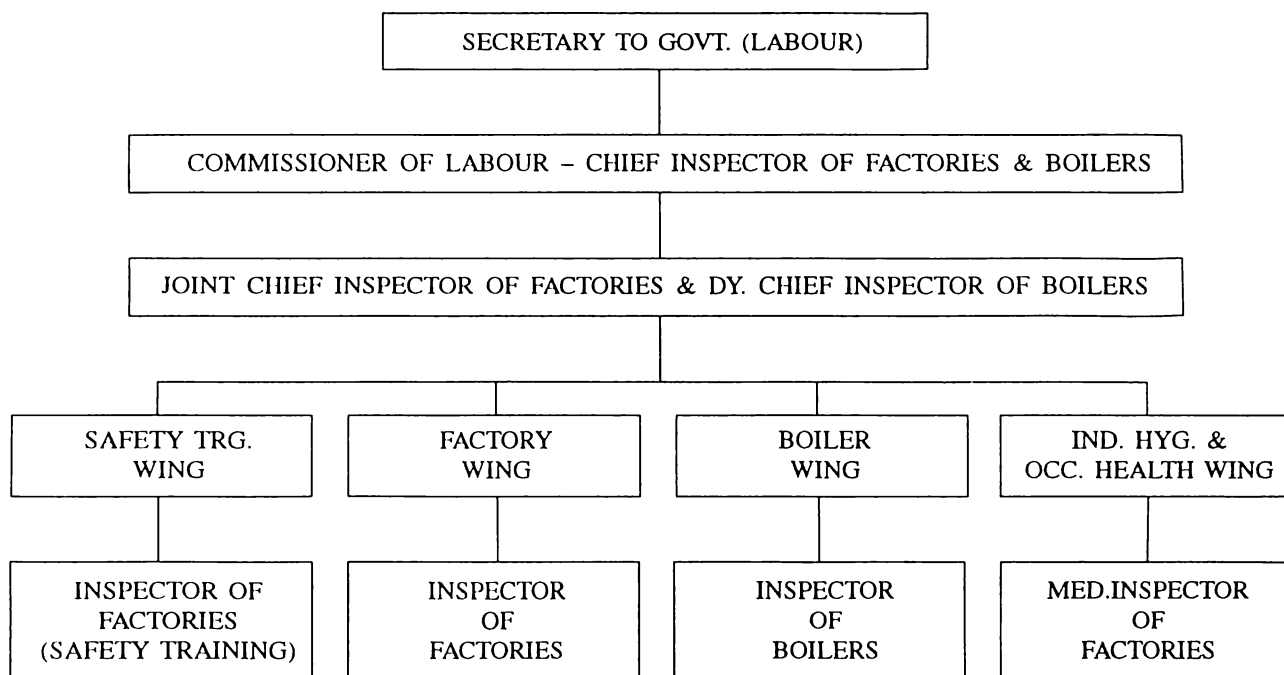 SECRETARY TO GOVT. (LABOUR)
COMMISSIONER OF LABOUR – CHIEF INSPECTOR OF FACTORIES & BOILERS
JOINT CHIEF INSPECTOR OF FACTORIES & DY. CHIEF INSPECTOR OF BOILERS
SAFETY TRG.
WING
FACTORY
WING
BOILER
WING
IND. HYG. &
OCC. HEALTH WING
INSPECTOR OF
FACTORIES
(SAFETY TRAINING)
INSPECTOR
OF
FACTORIES
INSPECTOR
OF
BOILERS
MED.INSPECTOR
OF
FACTORIES